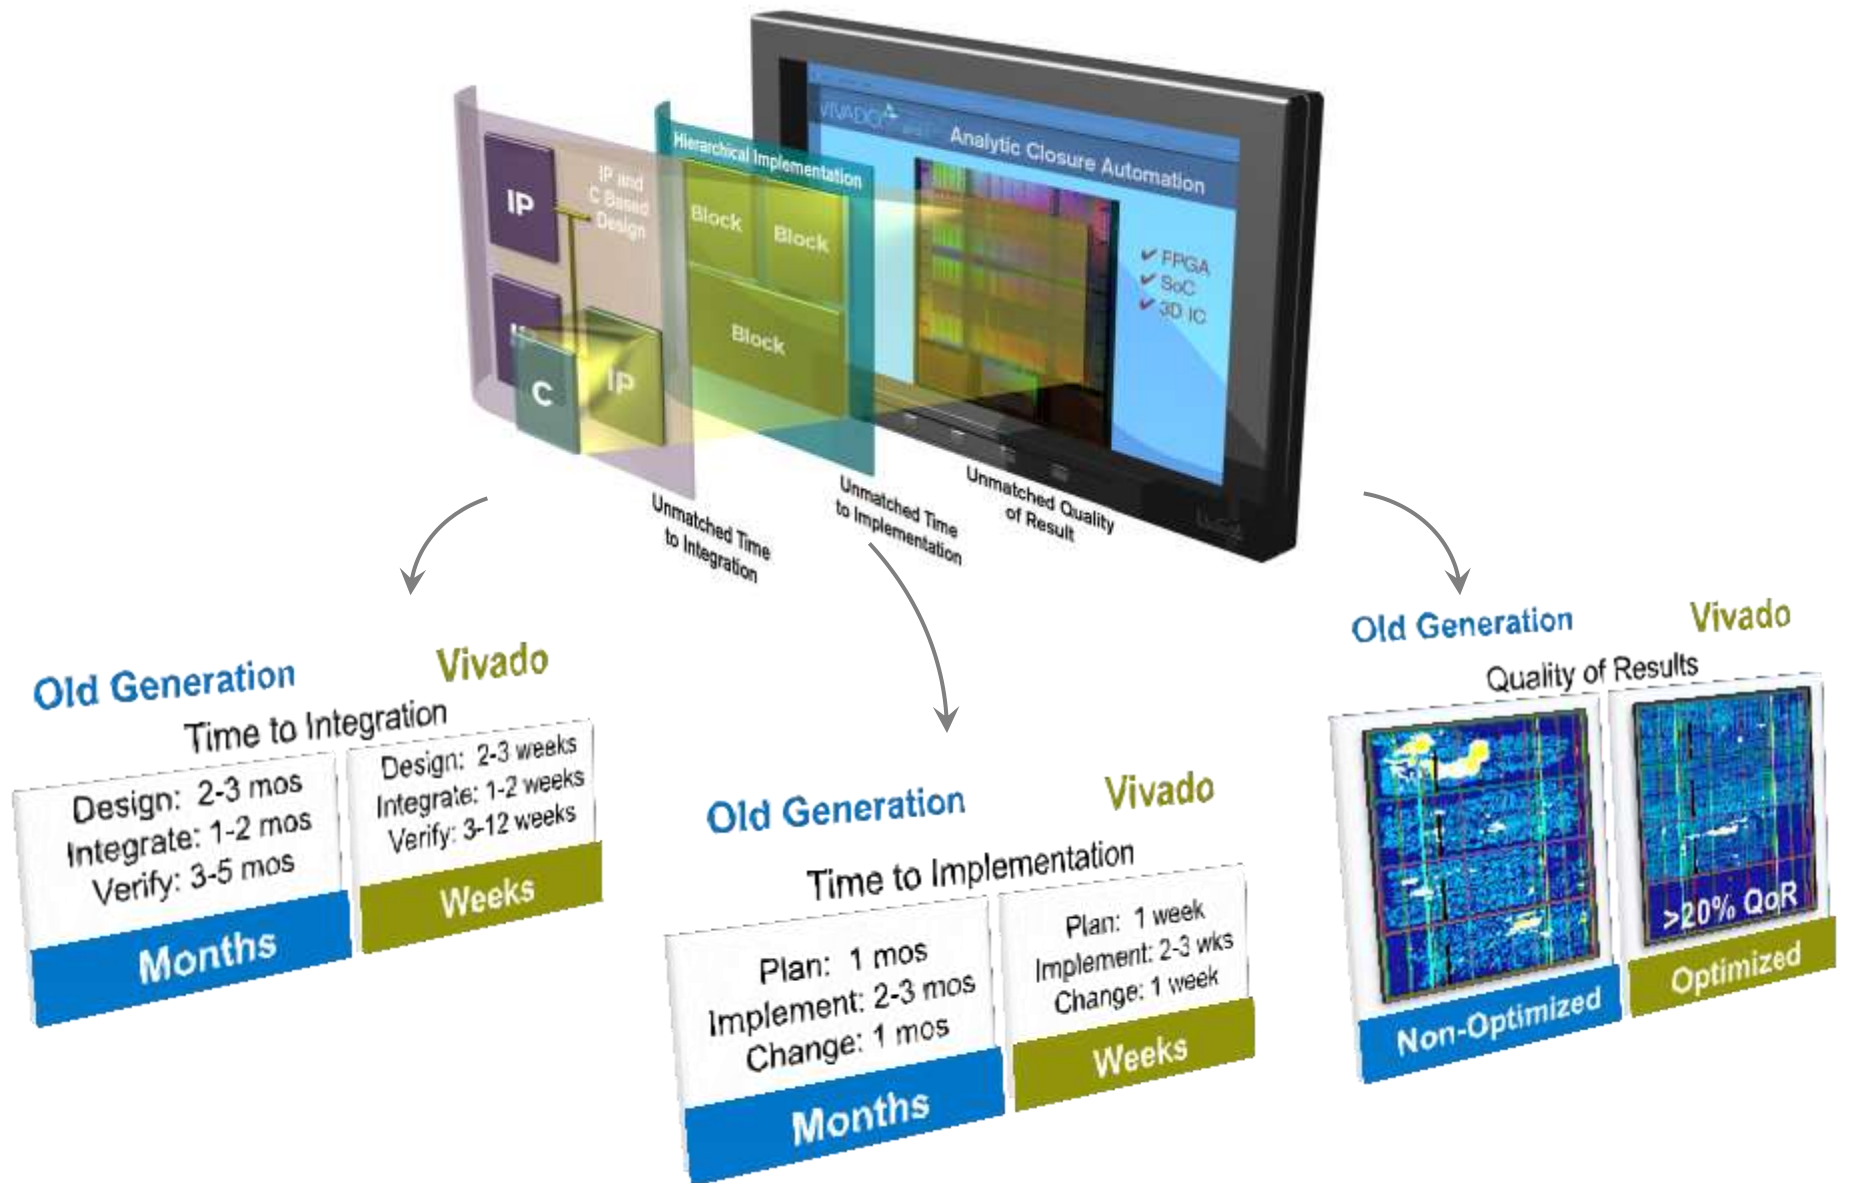 VIVADO
Analytic Closure Automation
✔ FPGA
✔ SoC
✔ 3D IC
Hierarchical Implementation
Block
Block
Block
IP and
C Based
Design
IP
IP
C
IP
Unmatched Time
to Integration
Unmatched Time
to Implementation
Unmatched Quality
of Result
Old Generation
Vivado
Time to Integration
Design: 2-3 mos
Integrate: 1-2 mos
Verify: 3-5 mos
Months
Design: 2-3 weeks
Integrate: 1-2 weeks
Verify: 3-12 weeks
Weeks
Old Generation
Vivado
Time to Implementation
Plan: 1 mos
Implement: 2-3 mos
Change: 1 mos
Months
Plan: 1 week
Implement: 2-3 wks
Change: 1 week
Weeks
Old Generation
Vivado
Quality of Results
Non-Optimized
>20% QoR
Optimized